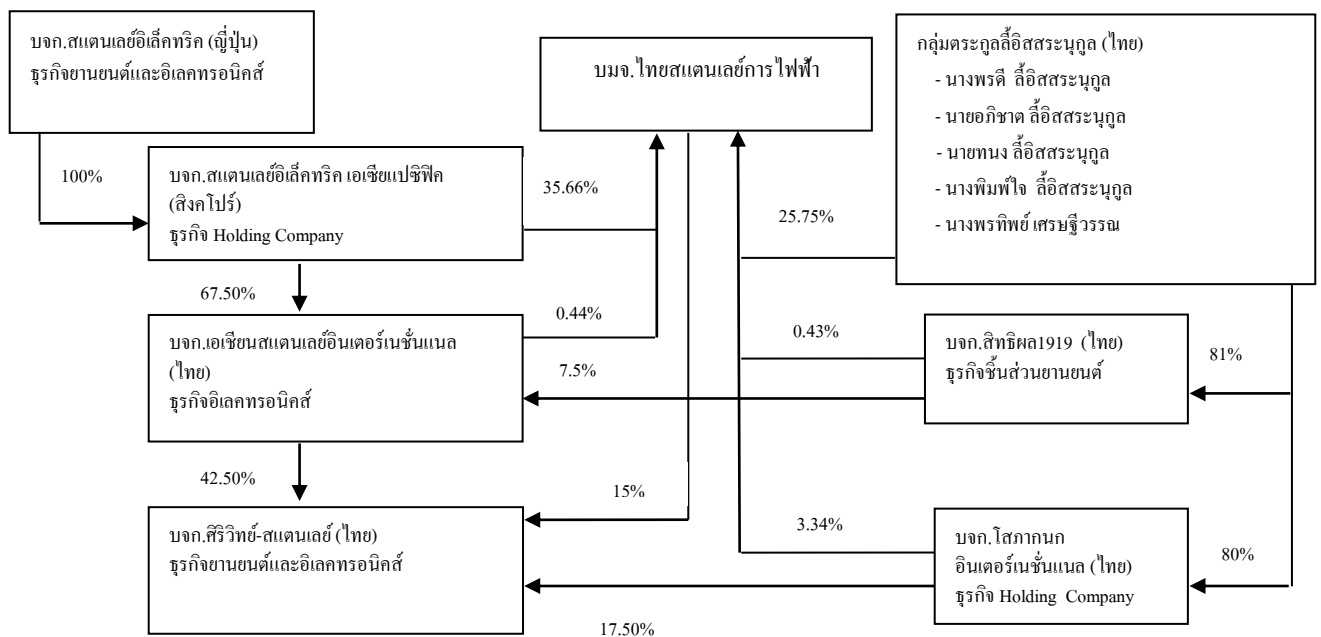 บจก.สแตนเลย์อิเล็คทริค (ญี่ปุ่น)
ธุรกิจยานยนต์และอิเลคทรอนิคส์
บมจ.ไทยสแตนเลย์การไฟฟ้า
กลุ่มตระกูลลี้อิสสระนุกูล (ไทย)
- นางพรดี ลี้อิสสระนุกูล
- นายอภิชาต ลี้อิสสระนุกูล
- นายทนง ลี้อิสสระนุกูล
- นางพิมพ์ใจ ลี้อิสสระนุกูล
- นางพรทิพย์ เศรษฐีวรรณ
100%
บจก.สแตนเลย์อิเล็คทริค เอเซียแปซิฟิค
(สิงคโปร์)
ธุรกิจ Holding Company
35.66%
25.75%
67.50%
0.44%
0.43%
บจก.เอเชียนสแตนเลย์อินเตอร์เนชั่นแนล
(ไทย)
ธุรกิจอิเลคทรอนิคส์
7.5%
บจก.สิทธิผล1919 (ไทย)
ธุรกิจชิ้นส่วนยานยนต์
81%
42.50%
15%
บจก.ศิริวิทย์-สแตนเลย์ (ไทย)
ธุรกิจยานยนต์และอิเลคทรอนิคส์
3.34%
บจก.โสภากนก
อินเตอร์เนชั่นแนล (ไทย)
ธุรกิจ Holding Company
80%
17.50%